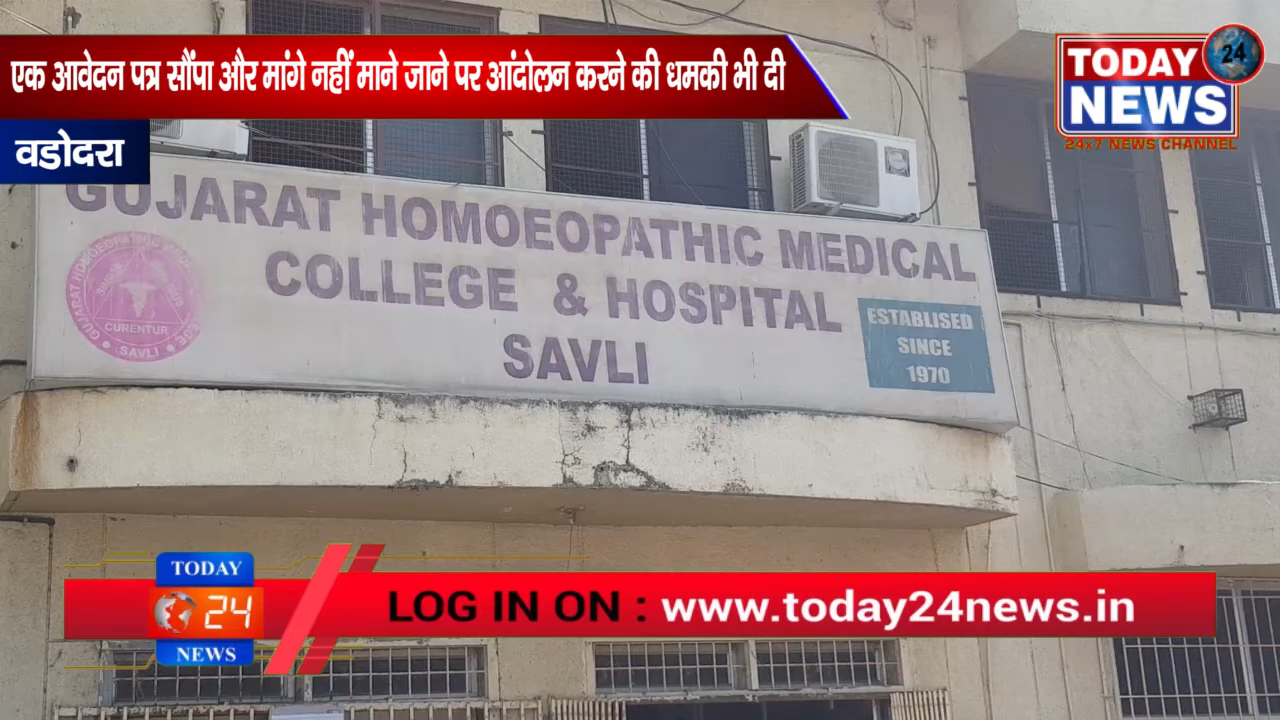 एक आवेदन पत्र सौंपा और मांगे नहीं माने जाने पर आंदोलन करने की धमकी भी दी
वडोदरा
TODAY 24
NEWS
24x7 NEWS CHANNEL
GUJARAT HOMOEOPATHIC MEDICAL
COLLEGE & HOSPITAL
SAVLI
ESTABLISED
SINCE
1970
GUJARAT HOMOEOPATHIC
CURENTUR
SAVLI
TODAY
24
NEWS
LOG IN ON : www.today24news.in